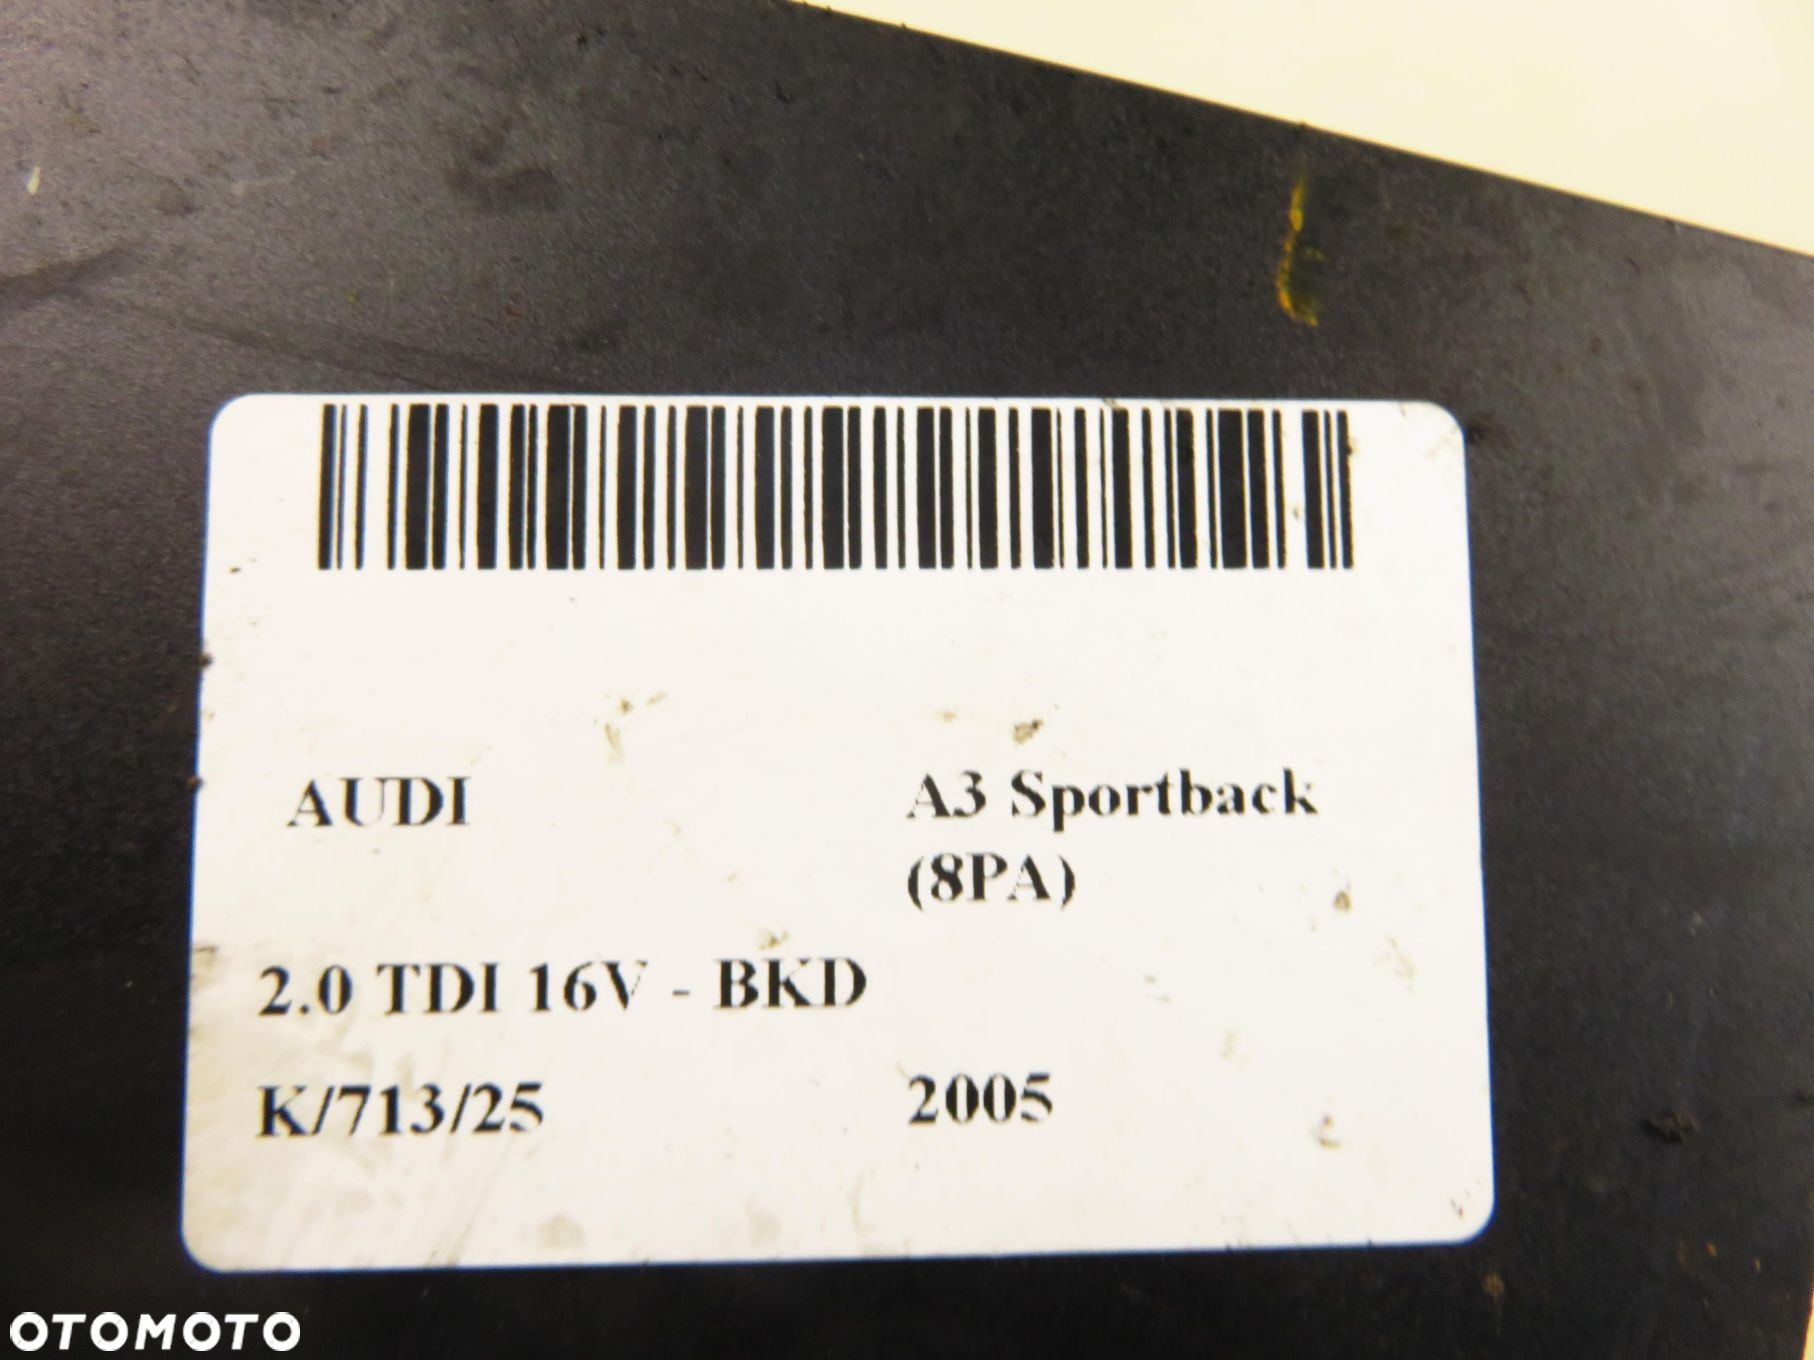 AUDI
A3 Sportback
(8PA)
2.0 TDI 16V - BKD
K/713/25
2005
OTOMOTO